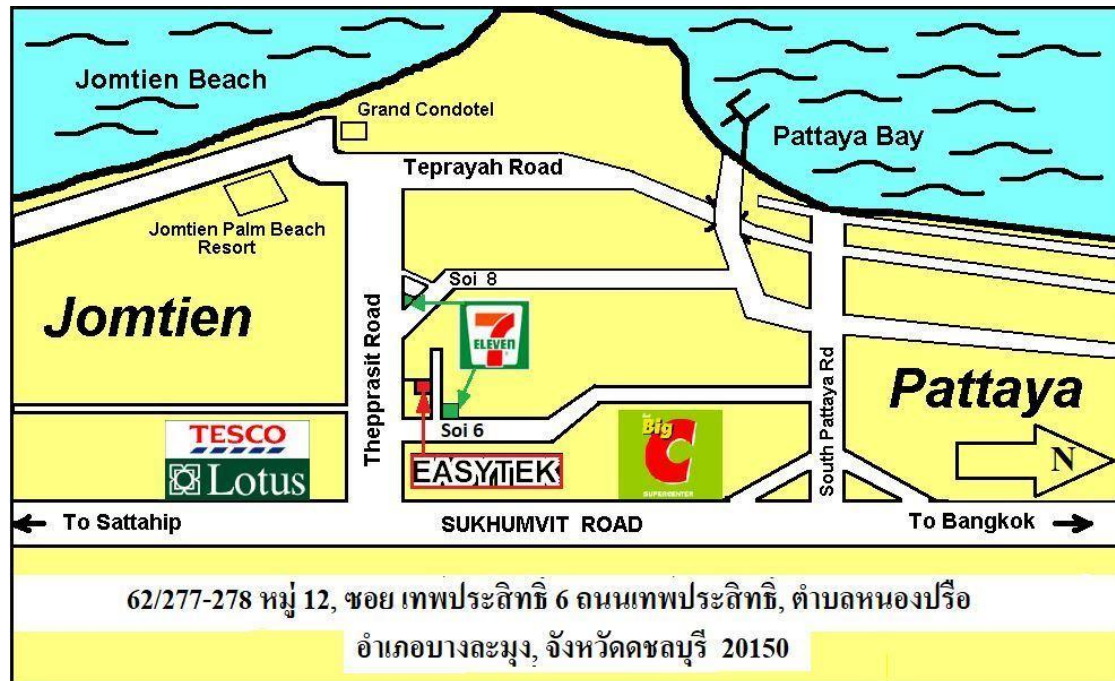 Jomtien Beach
Grand Condotel
Pattaya Bay
Teprayah Road
Jomtien Palm Beach
Resort
Soi 8
Jomtien
Thepprasit Road
7
ELEVEN
South Pattaya Rd
Pattaya
Soi 6
TESCO
Lotus
EASYTEK
Big
C
SUPERCENTER
N
To Sattahip
SUKHUMVIT ROAD
To Bangkok
62/277-278 หมู่ 12, ซอย เทพประสิทธิ์ 6 ถนนเทพประสิทธิ์, ตำบลหนองปรือ
อำเภอบางละมุง, จังหวัดดชลบุรี 20150